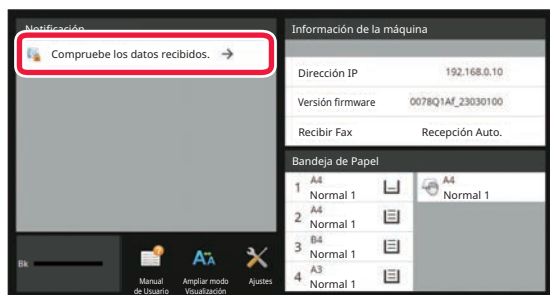 Notificación
Compruebe los datos recibidos. →
Información de la máquina
Dirección IP 192.168.0.10
Versión firmware 0078Q1Af_23030100
Recibir Fax Recepción Auto.
Bandeja de Papel
1 A4
Normal 1
A4
Normal 1
2 A4
Normal 1
3 B4
Normal 1
4 A3
Normal 1
Bk
Manual
de Usuario
Ampliar modo
Visualización
Ajustes